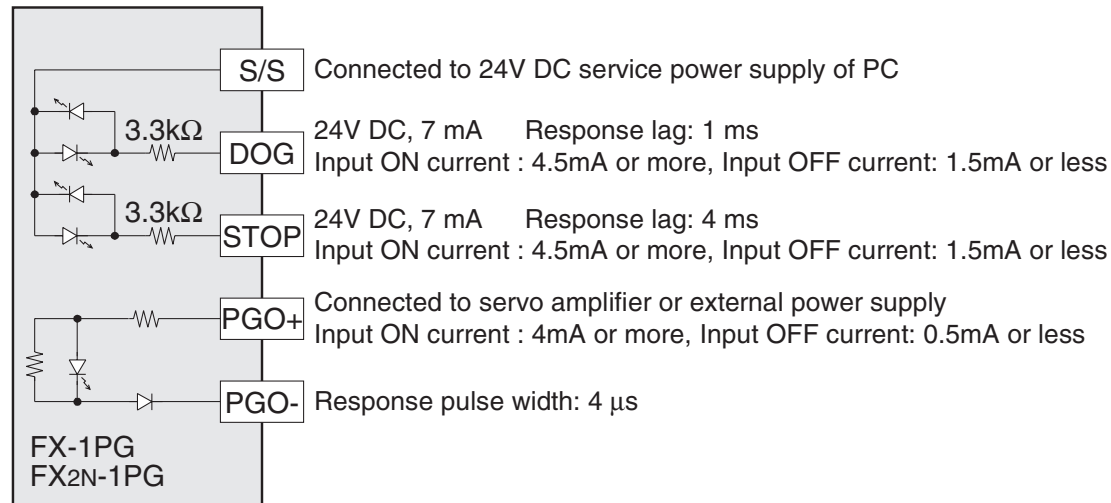 S/S Connected to 24V DC service power supply of PC
3.3kΩ DOG 24V DC, 7 mA Response lag: 1 ms
Input ON current : 4.5mA or more, Input OFF current: 1.5mA or less
3.3kΩ STOP 24V DC, 7 mA Response lag: 4 ms
Input ON current : 4.5mA or more, Input OFF current: 1.5mA or less
PGO+ Connected to servo amplifier or external power supply
Input ON current : 4mA or more, Input OFF current: 0.5mA or less
PGO- Response pulse width: 4 μs
FX-1PG
FX2N-1PG